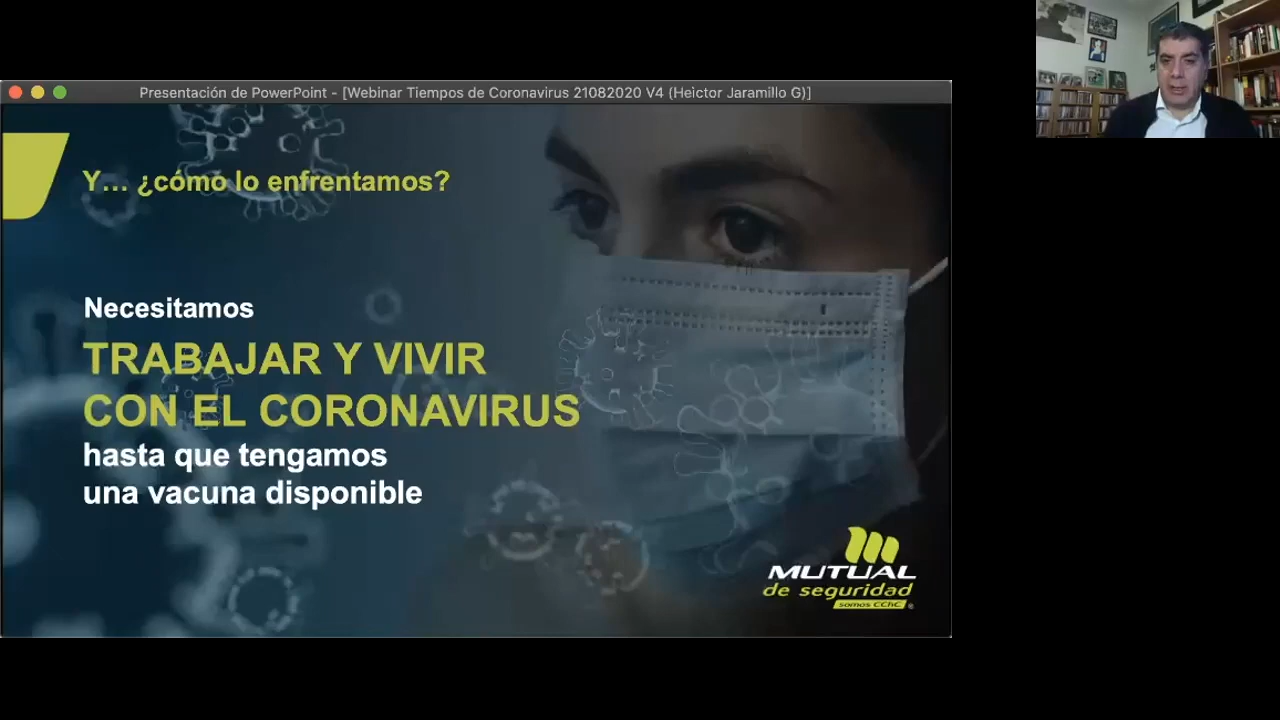 Presentación de PowerPoint - [Webinar Tiempos de Coronavirus 21082020 V4 (Heìctor Jaramillo G)]
Y... ¿cómo lo enfrentamos?
Necesitamos
TRABAJAR Y VIVIR
CON EL CORONAVIRUS
hasta que tengamos
una vacuna disponible
MUTUAL
de seguridad
somos CChC
®